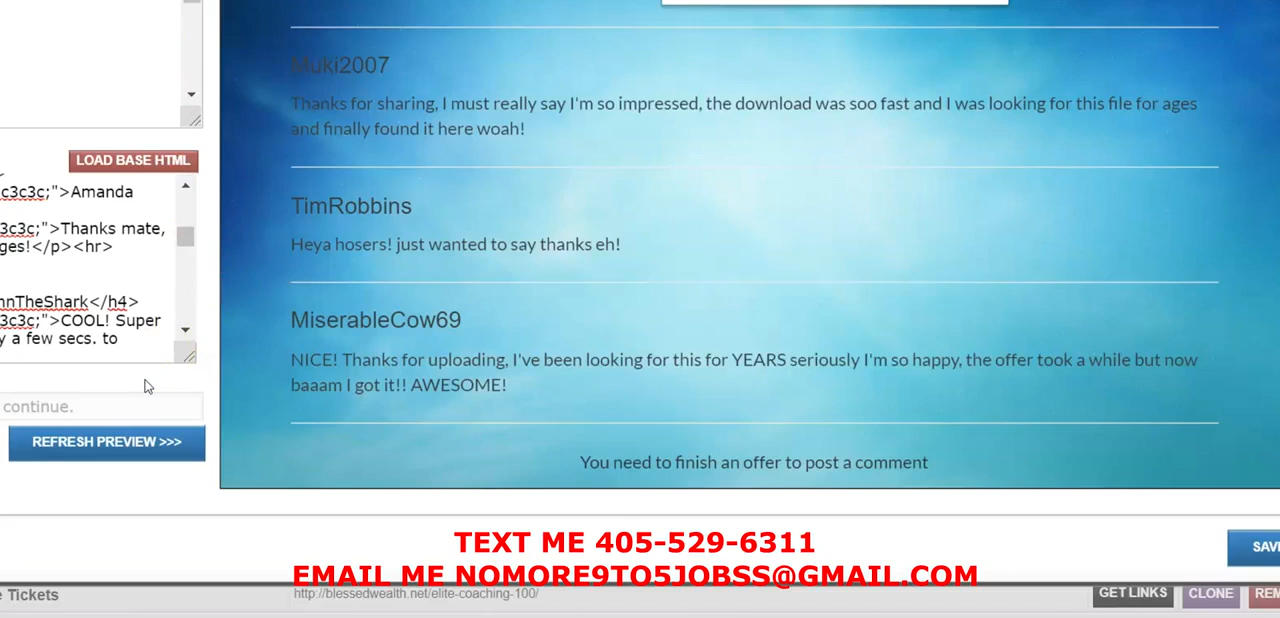 Muki2007
Thanks for sharing, I must really say I'm so impressed, the download was soo fast and I was looking for this file for ages
and finally found it here woah!
LOAD BASE HTML
c3c3c;">Amanda
3c3c;">Thanks mate,
ges!</p><hr>
nnTheShark</h4>
3c3c;">COOL! Super
y a few secs. to
continue.
REFRESH PREVIEW >>>
TimRobbins
Heya hosers! just wanted to say thanks eh!
MiserableCow69
NICE! Thanks for uploading, I've been looking for this for YEARS seriously I'm so happy, the offer took a while but now
baaam I got it!! AWESOME!
You need to finish an offer to post a comment
SAVE
TEXT ME 405-529-6311
EMAIL ME NOMORE9TO5JOBSS@GMAIL.COM
e Tickets
http://blessedwealth.net/elite-coaching-100/
GET LINKS
CLONE
REM